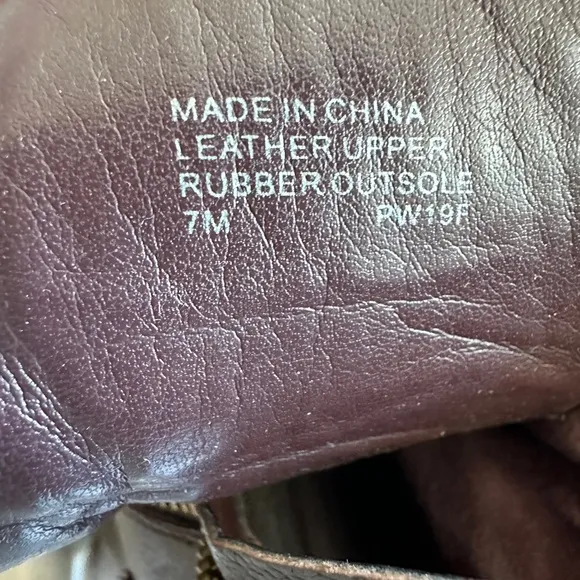 MADE IN CHINA
LEATHER UPPER
RUBBER OUTSOLE
7M PW19F